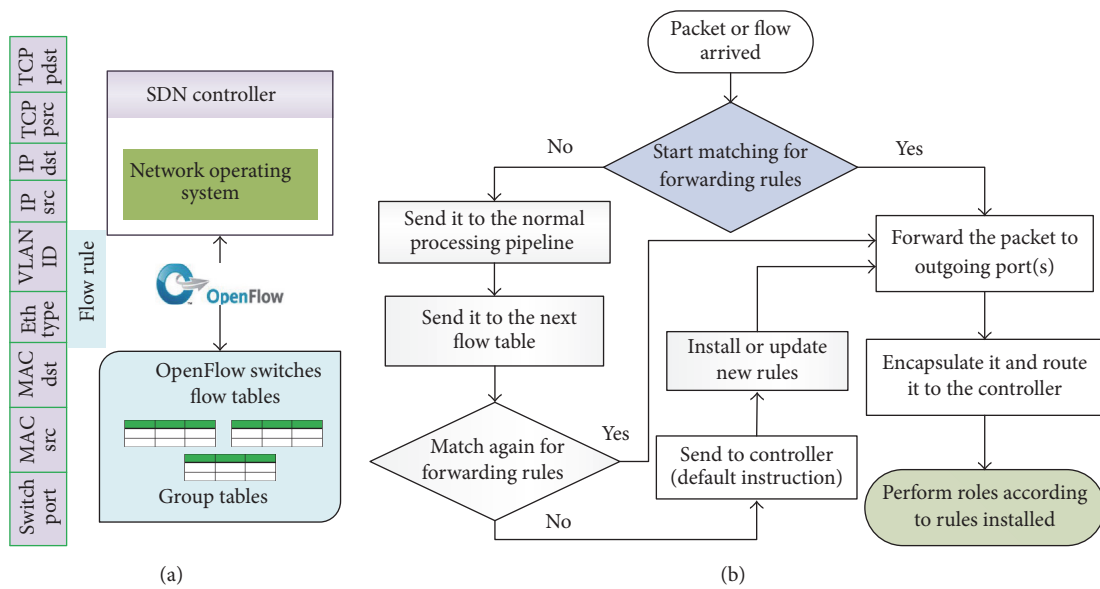 TCP
pdst
TCP
psrc
IP
dst
IP
src
VLAN
ID
Eth
type
MAC
dst
MAC
src
Switch
port
Flow rule
SDN controller
Network operating
system
OpenFlow
TM
OpenFlow switches
flow tables
Group tables
(a)
Packet or flow
arrived
Start matching for
forwarding rules
No
Yes
Send it to the normal
processing pipeline
Send it to the next
flow table
Match again for
forwarding rules
Yes
No
Send to controller
(default instruction)
Install or update
new rules
Forward the packet to
outgoing port(s)
Encapsulate it and route
it to the controller
Perform roles according
to rules installed
(b)